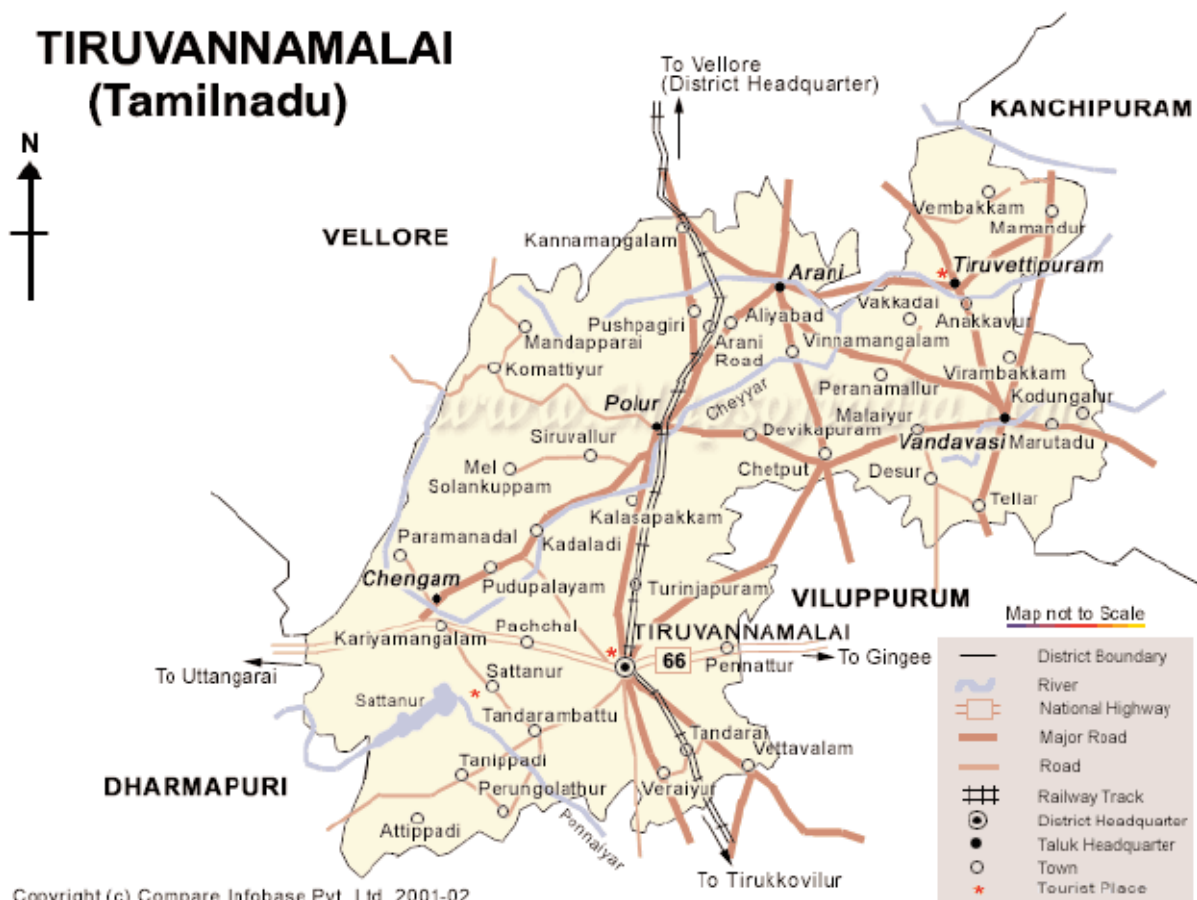 TIRUVANNAMALAI
(Tamilnadu)
To Vellore
(District Headquarter)
KANCHIPURAM
N
VELLORE
Vembakkam
Mamandur
Kannamangalam
Arani
Tiruvettipuram
Vakkadai
Pushpagiri
Aliyabad
Anakkavur
Mandapparai
Arani
Road
Vinnamangalam
Komattiyur
Virambakkam
Peranamallur
Kodungalur
Polur
Cheyyar
Malaiyur
Siruvallur
Devikapuram
Vandavasi
Marutadu
Mel
Solankuppam
Chetput
Desur
Tellar
Kalasapakkam
Paramanadal
Kadaladi
Chengam
Pudupalayam
Turinjapuram
VILUPPURUM
Map not to Scale
Kariyamangalam
Pachchal
TIRUVANNAMALAI
66
Pennattur
To Gingee
To Uttangarai
Sattanur
Sattanur
Tandarambattu
Tandarai
Vettavalam
DHARMAPURI
Tanippadi
Perungolathur
Veraiyur
Attippadi
Ponnaiyar
To Tirukkovilur
District Boundary
River
National Highway
Major Road
Road
Railway Track
District Headquarter
Taluk Headquarter
Town
Tourist Place
Copyright (c) Compare Infobase Pvt. Ltd. 2001-02